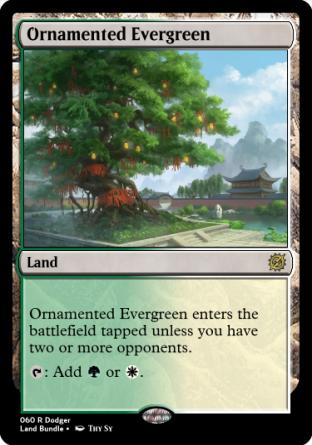 Ornamented Evergreen
Land
Ornamented Evergreen enters the
battlefield tapped unless you have
two or more opponents.
: Add or .
060 R Dodger
Land Bundle • Thy Sy